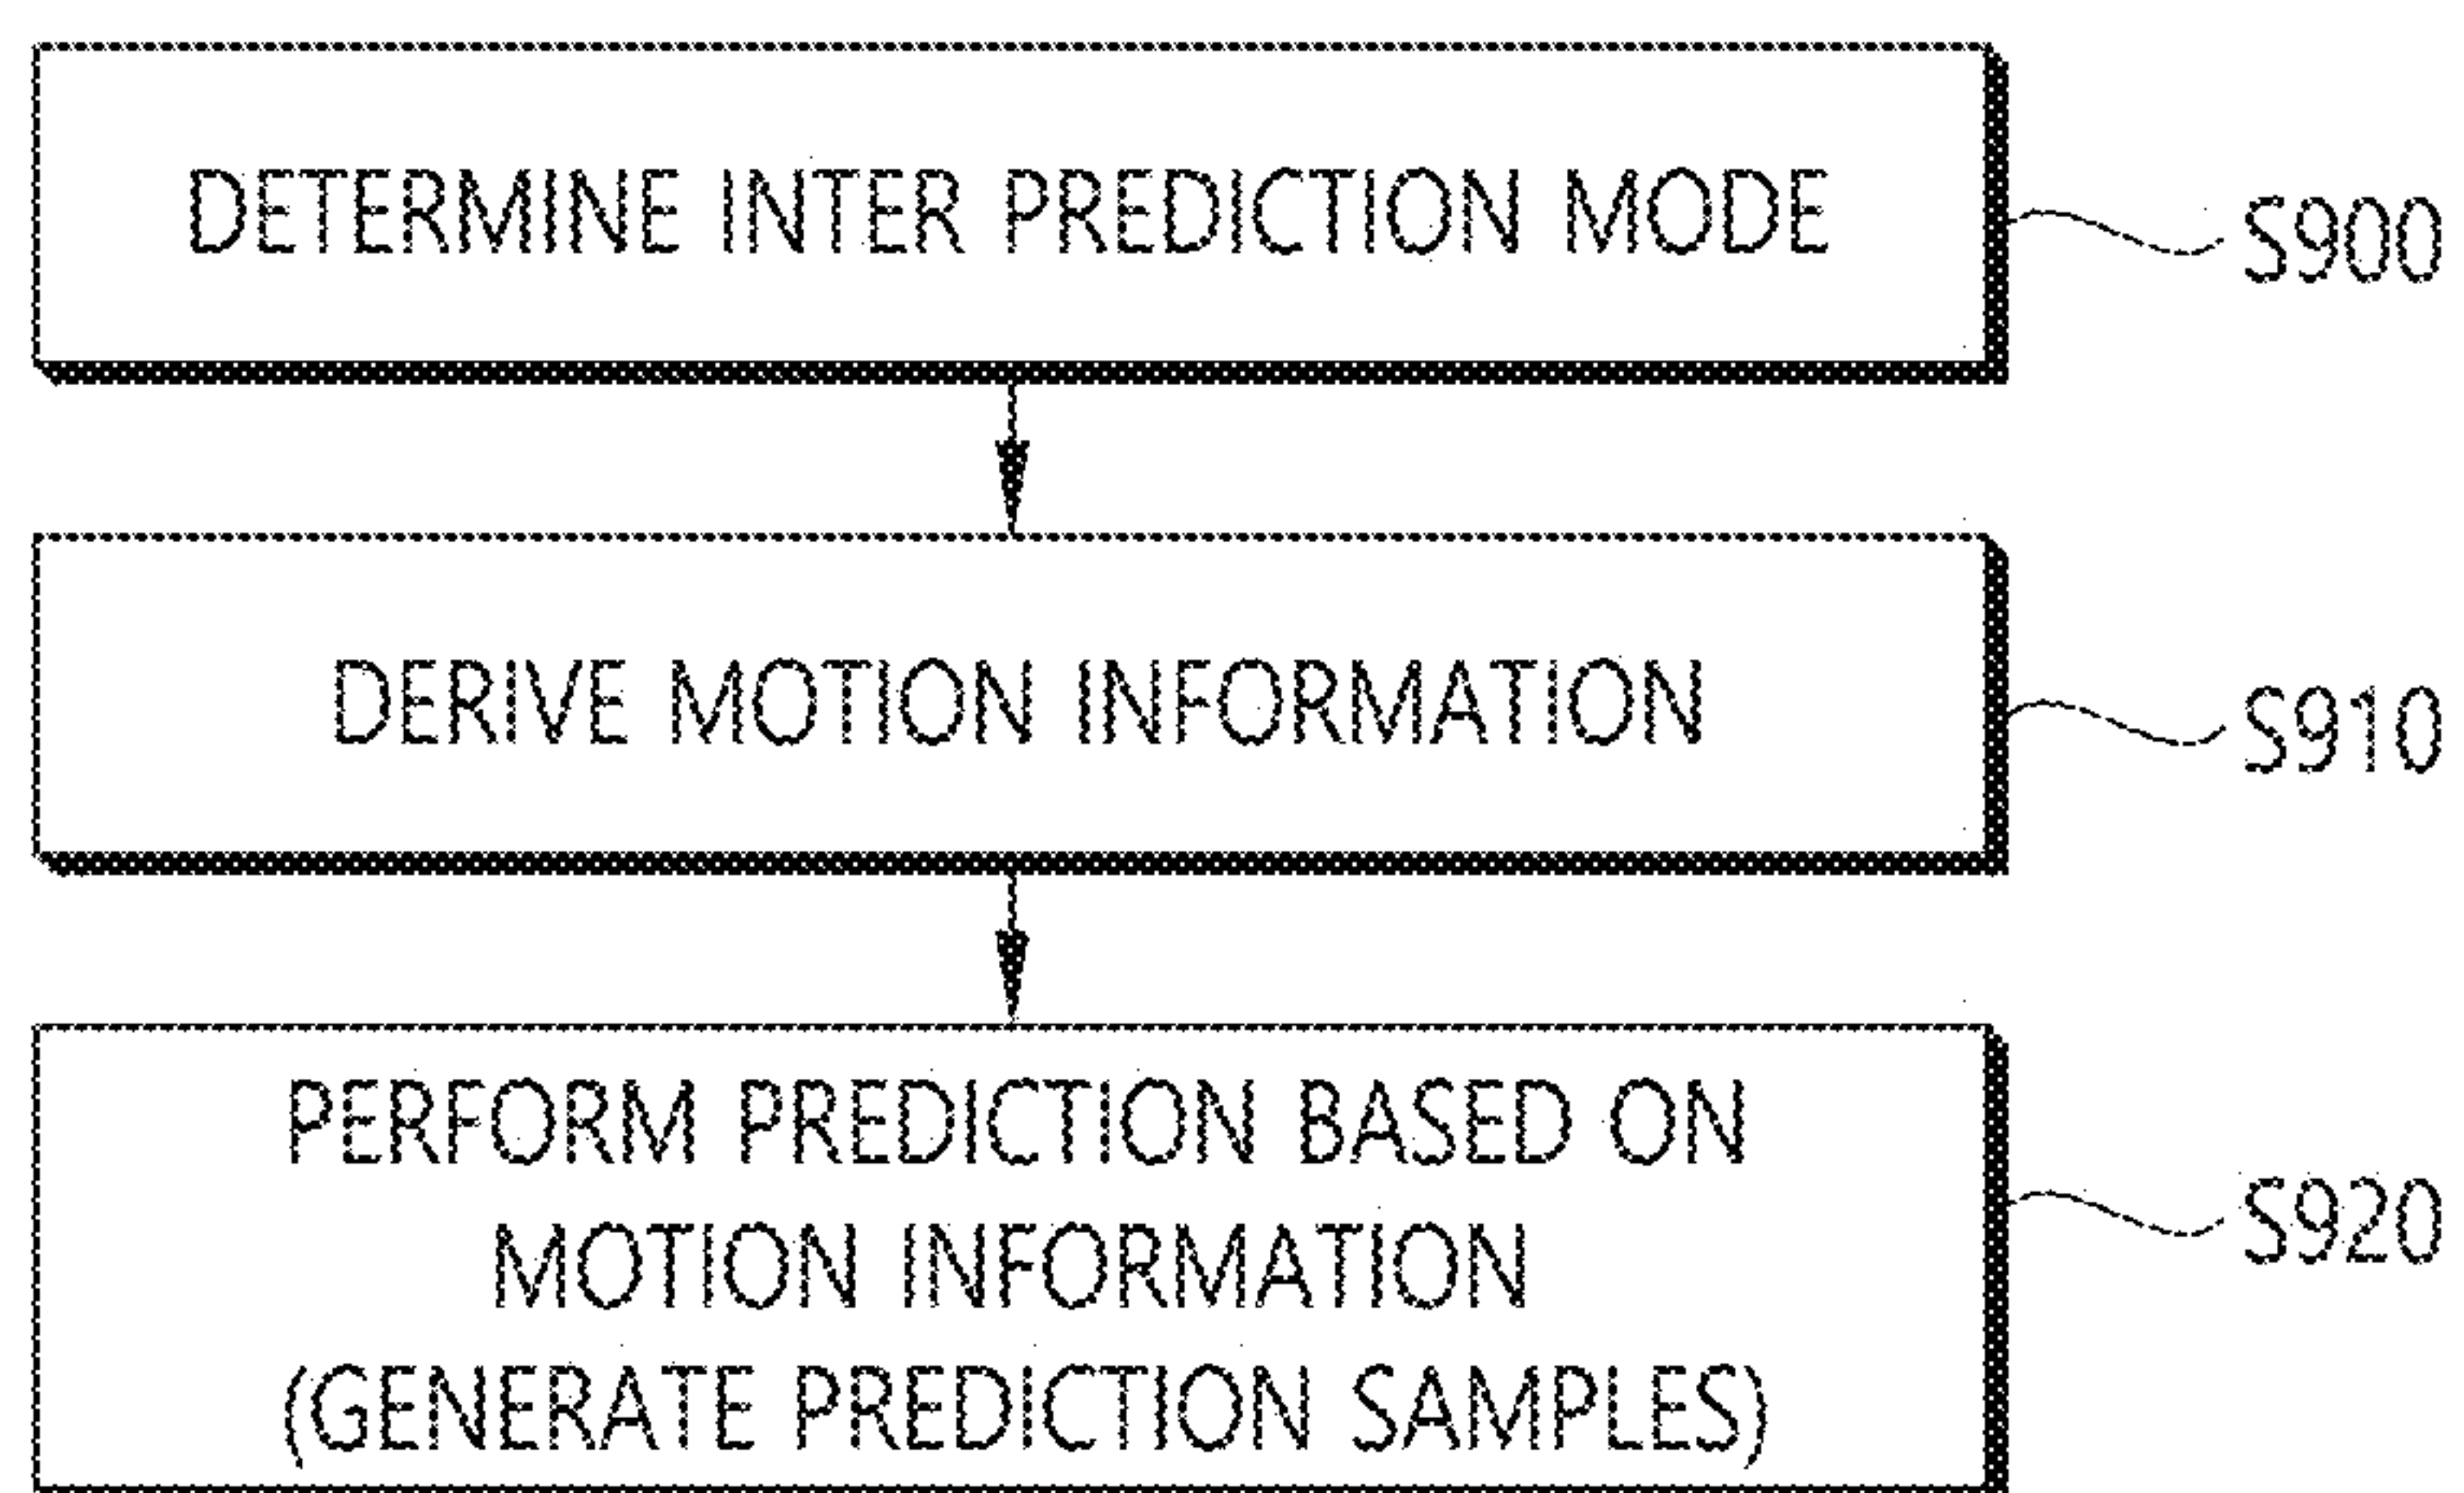 DETERMINE INTER PREDICTION MODE
S900
DERIVE MOTION INFORMATION
S910
PERFORM PREDICTION BASED ON
MOTION INFORMATION
(GENERATE PREDICTION SAMPLES)
S920